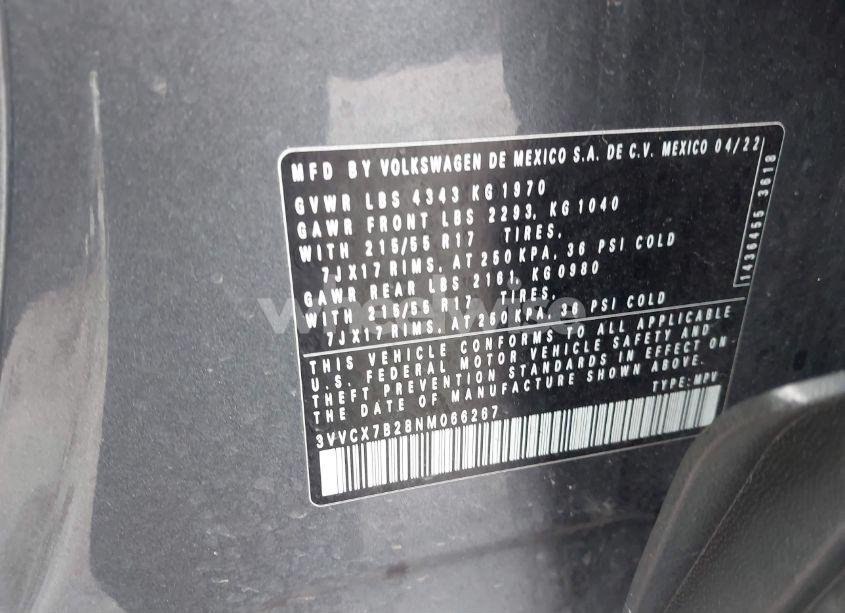 MFD BY VOLKSWAGEN DE MEXICO S.A. DE C.V. MEXICO 04/22
GVWR LBS 4343 KG 1970
GAWR FRONT LBS 2293, KG 1040
WITH 215/55 R17 TIRES,
7JX17 RIMS, AT 250 KPA, 36 PSI COLD
GAWR REAR LBS 2161, KG 0980
WITH 215/55 R17 TIRES,
7JX17 RIMS, AT 250 KPA, 36 PSI COLD
THIS VEHICLE CONFORMS TO ALL APPLICABLE
U.S. FEDERAL MOTOR VEHICLE SAFETY AND
THEFT PREVENTION STANDARDS IN EFFECT ON
THE DATE OF MANUFACTURE SHOWN ABOVE.
TYPE: MPV
3VVCX7B28NM066267
1436455 3618